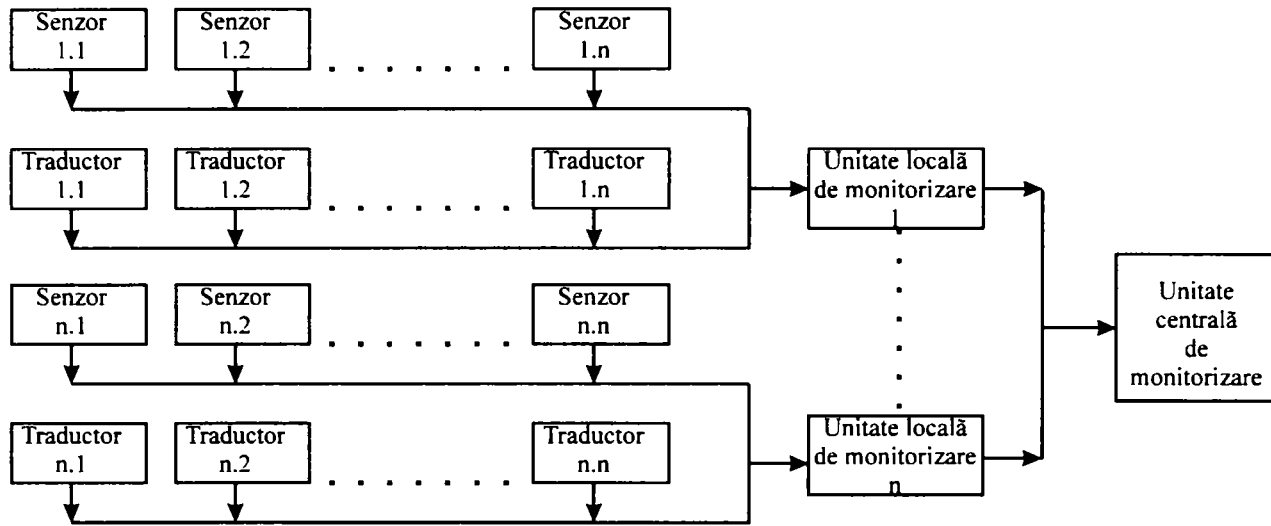 Senzor
1.1
Senzor
1.2
Senzor
1.n
Traductor
1.1
Traductor
1.2
Traductor
1.n
Unitate locală
de monitorizare
1
Senzor
n.1
Senzor
n.2
Senzor
n.n
Traductor
n.1
Traductor
n.2
Traductor
n.n
Unitate locală
de monitorizare
n
Unitate
centrală
de
monitorizare